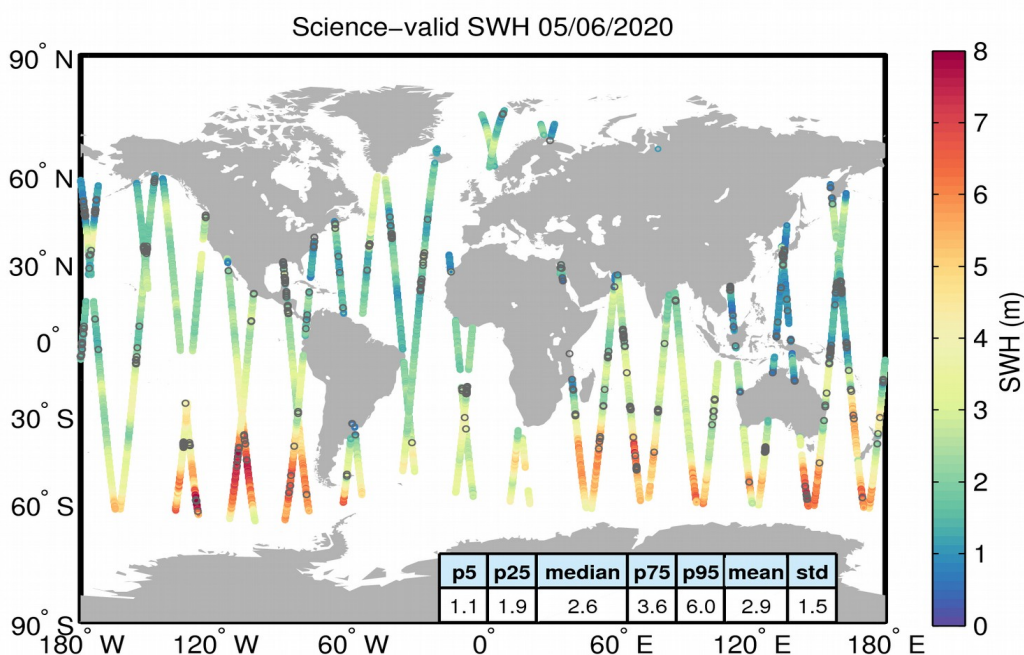 Science−valid SWH 05/06/2020
90° N
60° N
30° N
0°
30° S
60° S
90° S
180° W
120° W
60° W
0°
60° E
120° E
180° E
p5 p25 median p75 p95 mean std
1.1 1.9 2.6 3.6 6.0 2.9 1.5
8
7
6
5
4
3
2
1
0
SWH (m)